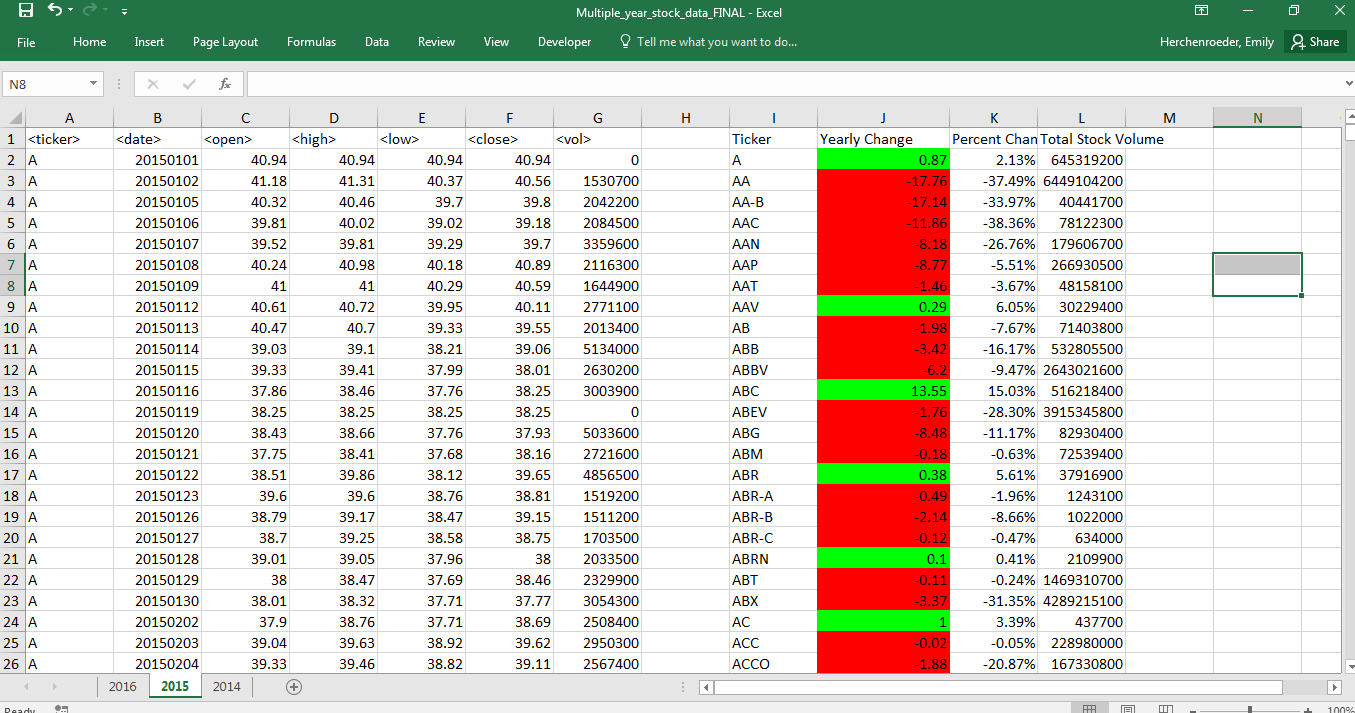 Multiple_year_stock_data_FINAL - Excel
File Home Insert Page Layout Formulas Data Review View Developer Tell me what you want to do... Herchenroeder, Emily Share
N8 fx
A B C D E F G H I J K L M N
1 <ticker> <date> <open> <high> <low> <close> <vol> Ticker Yearly Change Percent Chan Total Stock Volume
2 A 20150101 40.94 40.94 40.94 40.94 0 A 0.87 2.13% 645319200
3 A 20150102 41.18 41.31 40.37 40.56 1530700 AA -17.76 -37.49% 6449104200
4 A 20150105 40.32 40.46 39.7 39.8 2042200 AA-B -17.14 -33.97% 40441700
5 A 20150106 39.81 40.02 39.02 39.18 2084500 AAC -11.86 -38.36% 78122300
6 A 20150107 39.52 39.81 39.29 39.7 3359600 AAN -8.18 -26.76% 179606700
7 A 20150108 40.24 40.98 40.18 40.89 2116300 AAP -8.77 -5.51% 266930500
8 A 20150109 41 41 40.29 40.59 1644900 AAT -1.46 -3.67% 48158100
9 A 20150112 40.61 40.72 39.95 40.11 2771100 AAV 0.29 6.05% 30229400
10 A 20150113 40.47 40.7 39.33 39.55 2013400 AB -1.98 -7.67% 71403800
11 A 20150114 39.03 39.1 38.21 39.06 5134000 ABB -3.42 -16.17% 532805500
12 A 20150115 39.33 39.41 37.99 38.01 2630200 ABBV -6.2 -9.47% 2643021600
13 A 20150116 37.86 38.46 37.76 38.25 3003900 ABC 13.55 15.03% 516218400
14 A 20150119 38.25 38.25 38.25 38.25 0 ABEV -1.76 -28.30% 3915345800
15 A 20150120 38.43 38.66 37.76 37.93 5033600 ABG -8.48 -11.17% 82930400
16 A 20150121 37.75 38.41 37.68 38.16 2721600 ABM -0.18 -0.63% 72539400
17 A 20150122 38.51 39.86 38.12 39.65 4856500 ABR 0.38 5.61% 37916900
18 A 20150123 39.6 39.6 38.76 38.81 1519200 ABR-A -0.49 -1.96% 1243100
19 A 20150126 38.79 39.17 38.47 39.15 1511200 ABR-B -2.14 -8.66% 1022000
20 A 20150127 38.7 39.25 38.58 38.75 1703500 ABR-C -0.12 -0.47% 634000
21 A 20150128 39.01 39.05 37.96 38 2033500 ABRN 0.1 0.41% 2109900
22 A 20150129 38 38.47 37.69 38.46 2329900 ABT -0.11 -0.24% 1469310700
23 A 20150130 38.01 38.32 37.71 37.77 3054300 ABX -3.37 -31.35% 4289215100
24 A 20150202 37.9 38.76 37.71 38.69 2508400 AC 1 3.39% 437700
25 A 20150203 39.04 39.63 38.92 39.62 2950300 ACC -0.02 -0.05% 228980000
26 A 20150204 39.33 39.46 38.82 39.11 2567400 ACCO -1.88 -20.87% 167330800
2016 2015 2014
Ready 100%